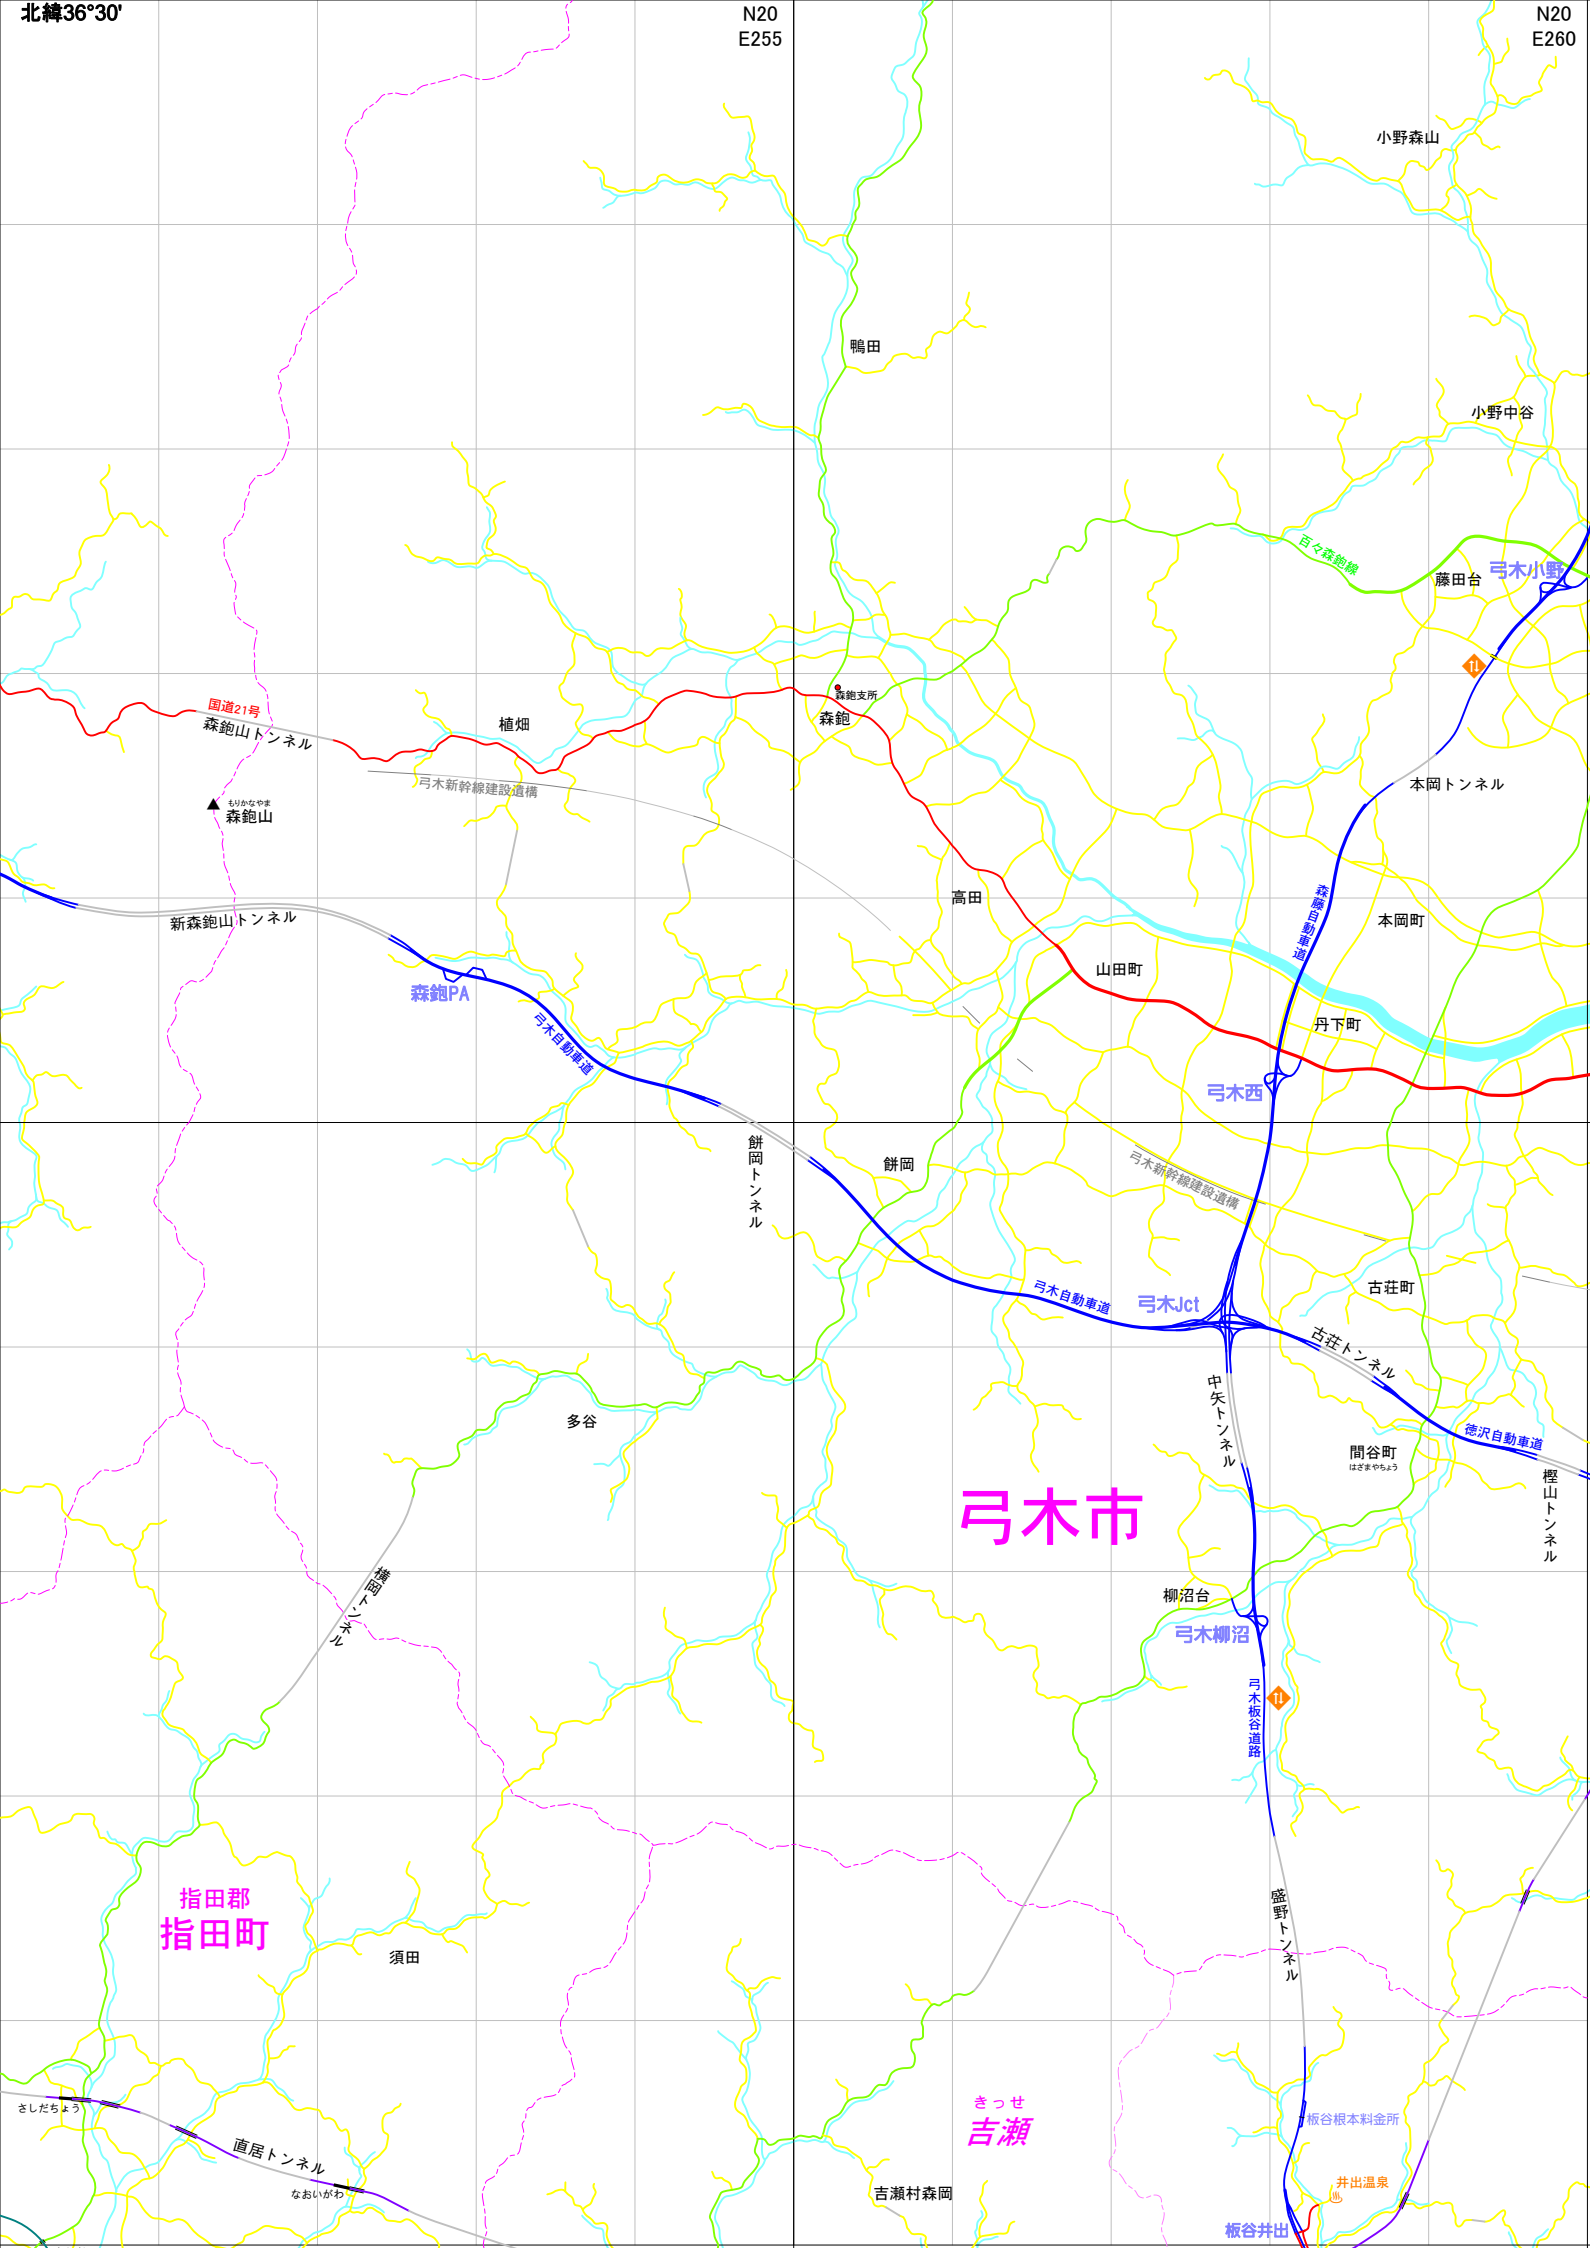 北緯36°30'
N20
E255
N20
E260
小野森山
鴨田
小野中谷
百々森鉋線
藤田台
弓木小野
国道21号
森鉋山トンネル
植畑
森鉋支所
森鉋
弓木新幹線建設遺構
もりかなやま
森鉋山
本岡トンネル
高田
森藤自動車道
本岡町
新森鉋山トンネル
山田町
森鉋PA
弓木自動車道
丹下町
弓木西
餅岡トンネル
餅岡
弓木新幹線建設遺構
古荘町
弓木自動車道
弓木Jct
古荘トンネル
中矢トンネル
多谷
徳沢自動車道
間谷町
はざまやちょう
樫山トンネル
弓木市
横岡トンネル
柳沼台
弓木柳沼
弓木板谷道路
指田郡
指田町
須田
盛野トンネル
さしだちょう
直居トンネル
なおいがわ
きっせ
吉瀬
板谷根本料金所
吉瀬村森岡
井出温泉
板谷井出